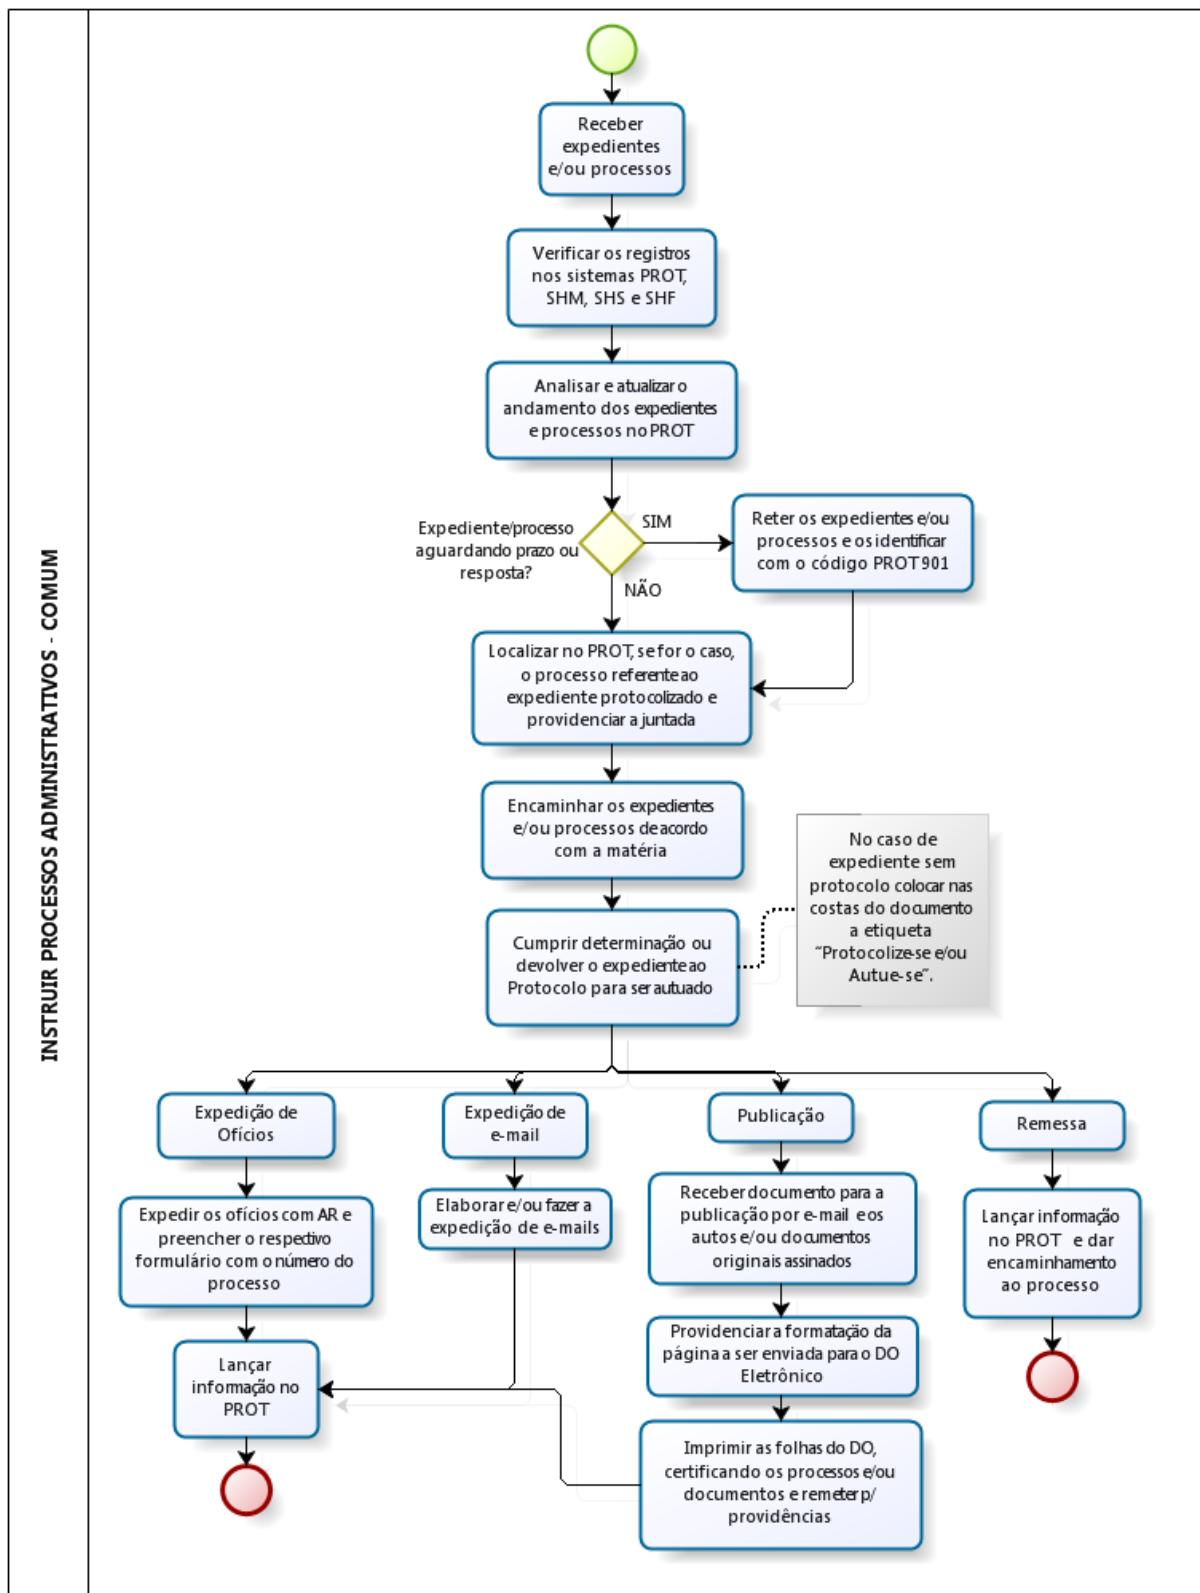 INSTRUIR PROCESSOS ADMINISTRATIVOS - COMUM
Receber
expedientes
e/ou processos
Verificar os registros
nos sistemas PROT,
SHM, SHS e SHF
Analisar e atualizar o
andamento dos expedientes
e processos no PROT
Expediente/processo
aguardando prazo ou
resposta?
SIM
NÃO
Reter os expedientes e/ou
processos e os identificar
com o código PROT 901
Localizar no PROT, se for o caso,
o processo referente ao
expediente protocolizado e
providenciar a juntada
Encaminhar os expedientes
e/ou processos de acordo
com a matéria
Cumprir determinação ou
devolver o expediente ao
Protocolo para ser autuado
No caso de
expediente sem
protocolo colocar nas
costas do documento
a etiqueta
“Protocolize-se e/ou
Autue-se”.
Expedição de
Ofícios
Expedir os ofícios com AR e
preencher o respectivo
formulário com o número do
processo
Lançar
informação no
PROT
Expedição de
e-mail
Elaborar e/ou fazer a
expedição de e-mails
Publicação
Receber documento para a
publicação por e-mail e os
autos e/ou documentos
originais assinados
Providenciar a formatação da
página a ser enviada para o DO
Eletrônico
Imprimir as folhas do DO,
certificando os processos e/ou
documentos e remeter p/
providências
Remessa
Lançar informação
no PROT e dar
encaminhamento
ao processo